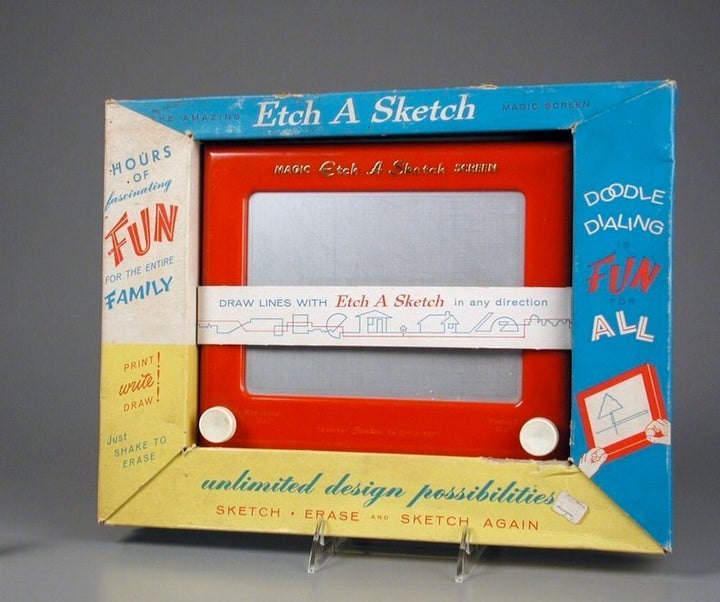 THE AMAZING Etch A Sketch MAGIC SCREEN
HOURS
OF
fascinating
FUN
FOR THE ENTIRE
FAMILY
PRINT
write!
DRAW
Just
SHAKE TO
ERASE
MAGIC Etch A Sketch SCREEN
DRAW LINES WITH Etch A Sketch in any direction
Horizontal
Dial
DOODLE
DIALING
IS
FUN
FOR
ALL
unlimited design possibilities
SKETCH • ERASE AND SKETCH AGAIN